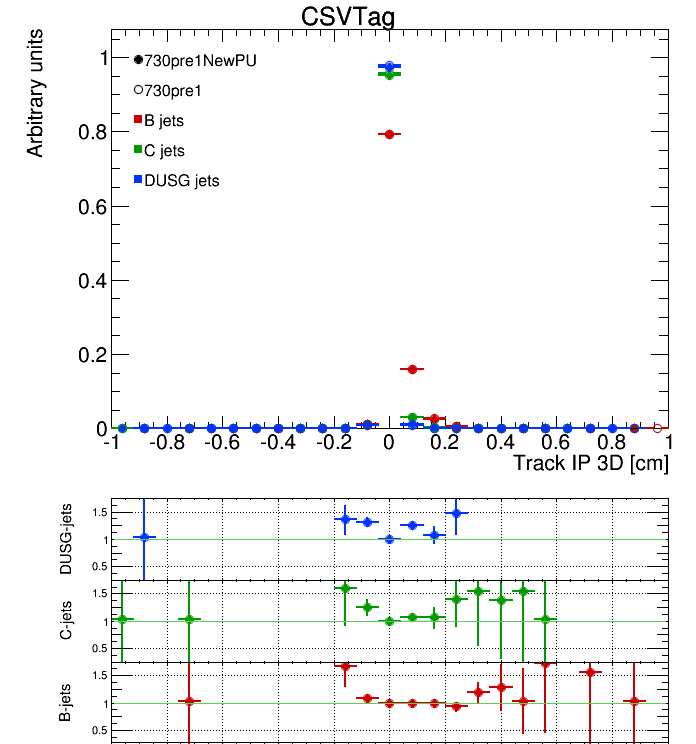 CSVTag
Arbitrary units
730pre1NewPU
730pre1
B jets
C jets
DUSG jets
1
0.8
0.6
0.4
0.2
0
-1 -0.8 -0.6 -0.4 -0.2 0 0.2 0.4 0.6 0.8 1
Track IP 3D [cm]
DUSG-jets
1.5
1
0.5
C-jets
1.5
1
0.5
B-jets
1.5
1
0.5